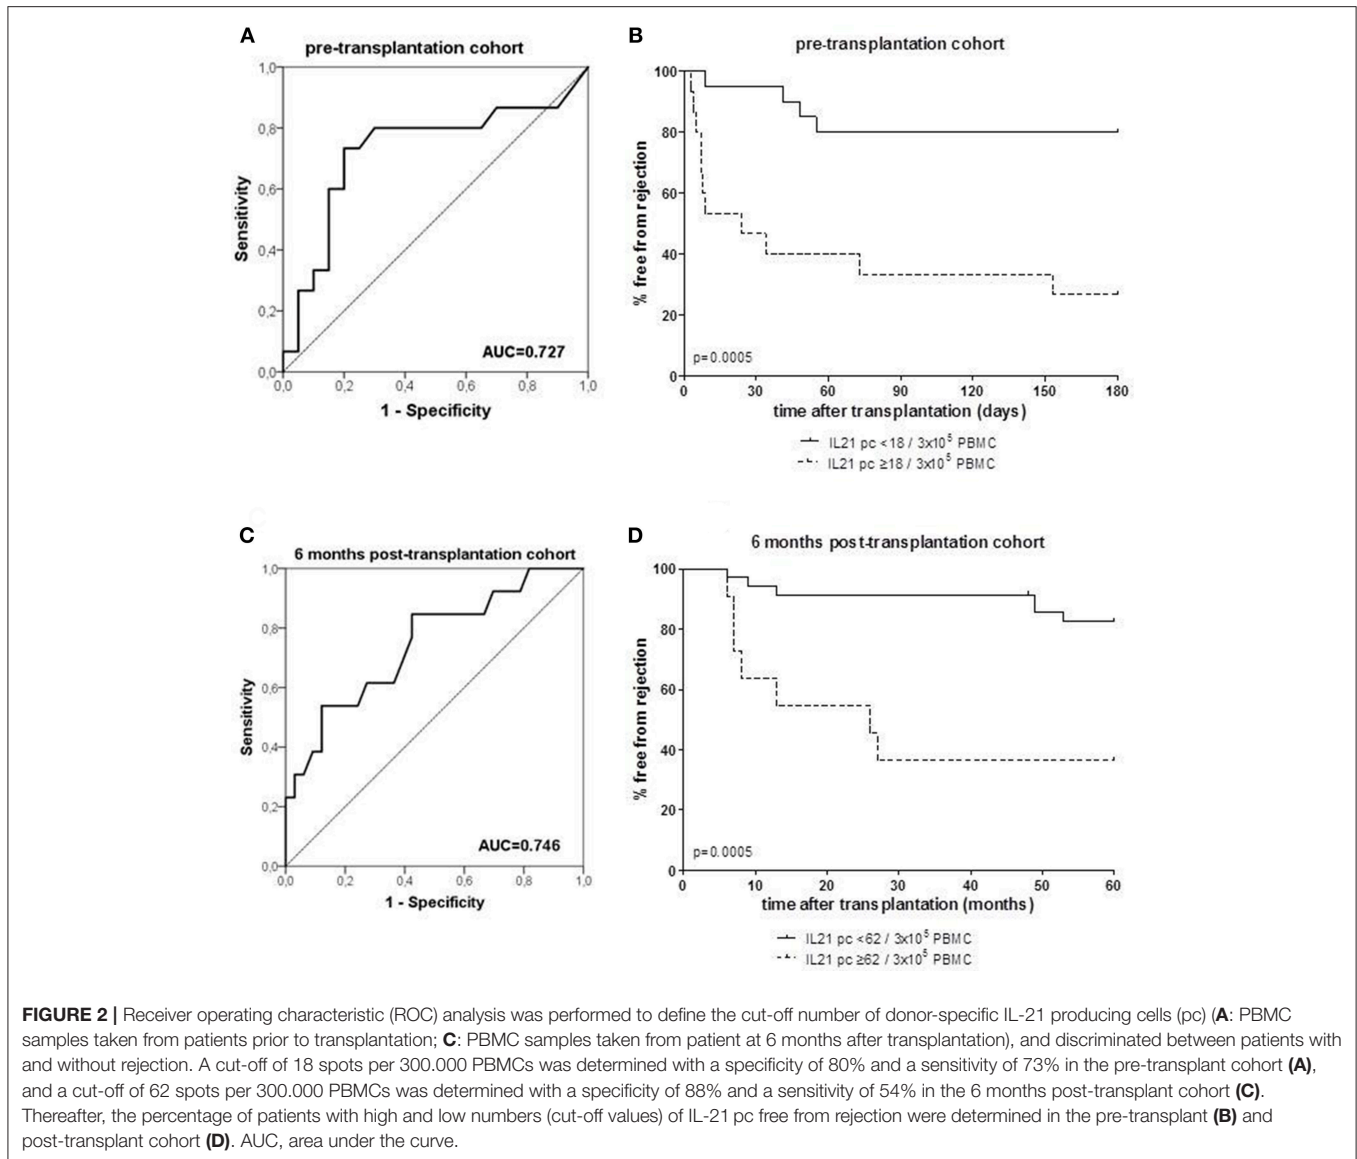 A
pre-transplantation cohort
1,0
0,8
0,6
0,4
0,2
0,0
Sensitivity
AUC=0.727
0,0 0,2 0,4 0,6 0,8 1,0
1 - Specificity
B
pre-transplantation cohort
100
80
60
40
20
0
% free from rejection
p=0.0005
0 30 60 90 120 150 180
time after transplantation (days)
IL21 pc <18 / 3x10⁵ PBMC
IL21 pc ≥18 / 3x10⁵ PBMC
C
6 months post-transplantation cohort
1,0
0,8
0,6
0,4
0,2
0,0
Sensitivity
AUC=0.746
0,0 0,2 0,4 0,6 0,8 1,0
1 - Specificity
D
6 months post-transplantation cohort
100
80
60
40
20
0
% free from rejection
p=0.0005
0 10 20 30 40 50 60
time after transplantation (months)
IL21 pc <62 / 3x10⁵ PBMC
IL21 pc ≥62 / 3x10⁵ PBMC
FIGURE 2 | Receiver operating characteristic (ROC) analysis was performed to define the cut-off number of donor-specific IL-21 producing cells (pc) (A: PBMC
samples taken from patients prior to transplantation; C: PBMC samples taken from patient at 6 months after transplantation), and discriminated between patients with
and without rejection. A cut-off of 18 spots per 300.000 PBMCs was determined with a specificity of 80% and a sensitivity of 73% in the pre-transplant cohort (A),
and a cut-off of 62 spots per 300.000 PBMCs was determined with a specificity of 88% and a sensitivity of 54% in the 6 months post-transplant cohort (C).
Thereafter, the percentage of patients with high and low numbers (cut-off values) of IL-21 pc free from rejection were determined in the pre-transplant (B) and
post-transplant cohort (D). AUC, area under the curve.